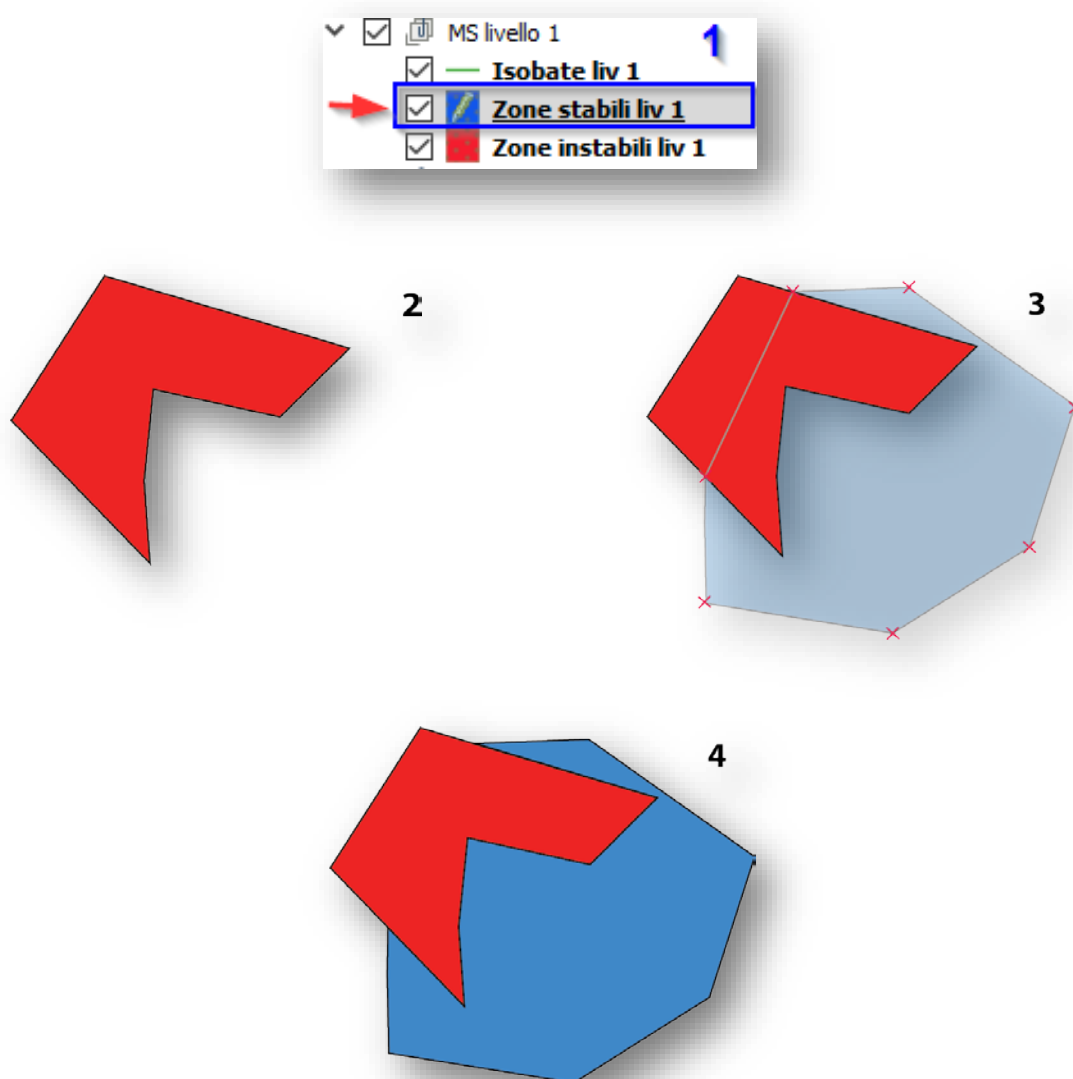 MS livello 1
1
Isobate liv 1
Zone stabili liv 1
Zone instabili liv 1
2
3
4